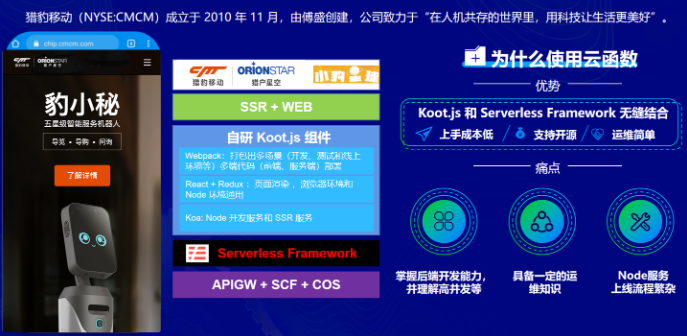 猎豹移动（NYSE:CMCM）成立于 2010 年 11 月，由傅盛创建，公司致力于“在人机共存的世界里，用科技让生活更美好”。
chip.cmcm.com
猎豹移动
ORIONSTAR
猎户星空
豹小秘
五星级智能服务机器人
导览 • 导购 • 问询
了解详情
猎豹移动
ORIONSTAR
猎户星空
SSR + WEB
自研 Koot.js 组件
Webpack：打包出多场景（开发、测试和线上
环境等）多端代码（前端、服务端）部署
React + Redux ：页面渲染 ，浏览器环境和
Node 环境通用
Koa: Node 开发服务和 SSR 服务
Serverless Framework
APIGW + SCF + COS
为什么使用云函数
优势
Koot.js 和 Serverless Framework 无缝结合
上手成本低
支持开源
运维简单
痛点
掌握后端开发能力，
并理解高并发等
具备一定的运
维知识
Node服务
上线流程繁杂